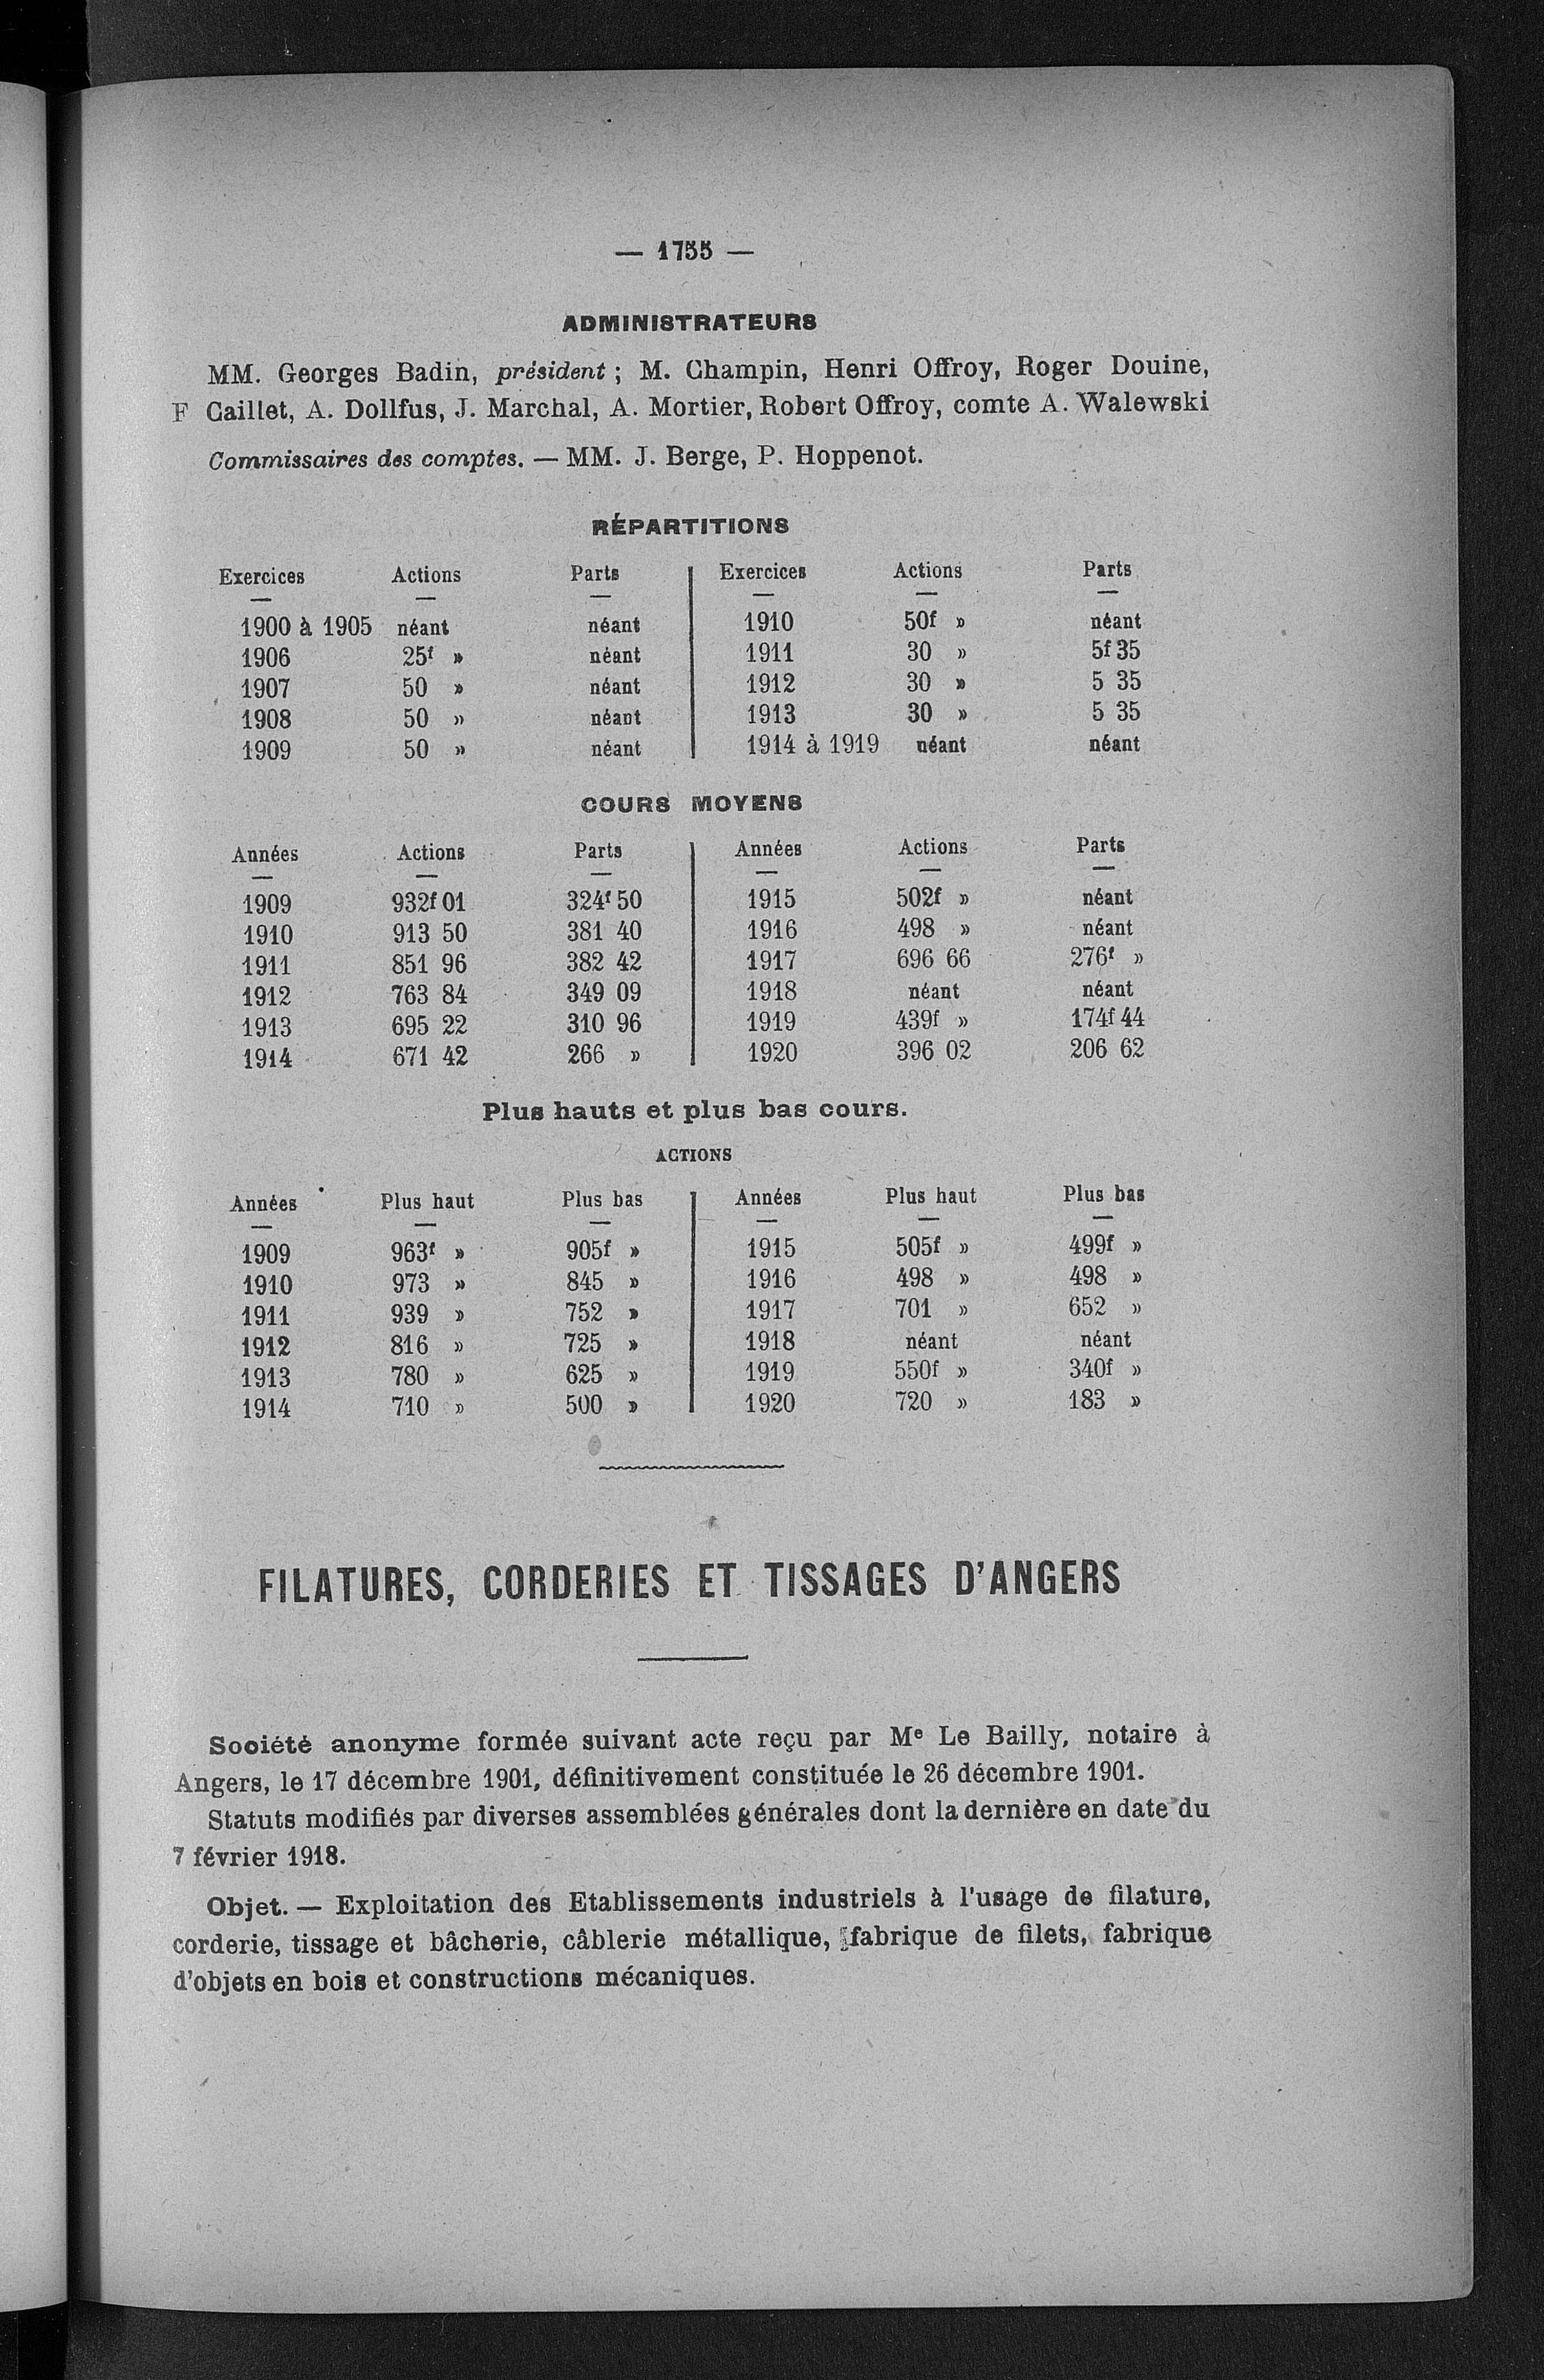 — 1755 —
ADMINISTRATEURS
MM. Georges Badin, président ; M. Champin, Henri Offroy, Roger Douine,
F Caillet, A. Dollfus, J. Marchal, A. Mortier, Robert Offroy, comte A. Walewski
Commissaires des comptes. — MM. J. Berge, P. Hoppenot.
RÉPARTITIONS
Exercices Actions Parts Exercices Actions Parts
1900 à 1905 néant néant 1910 50f » néant
1906 25f » néant 1911 30 » 5f 35
1907 50 » néant 1912 30 » 5 35
1908 50 » néant 1913 30 » 5 35
1909 50 » néant 1914 à 1919 néant néant
COURS MOYENS
Années Actions Parts Années Actions Parts
1909 932f 01 324f 50 1915 502f » néant
1910 913 50 381 40 1916 498 » néant
1911 851 96 382 42 1917 696 66 276f »
1912 763 84 349 09 1918 néant néant
1913 695 22 310 96 1919 439f » 174f 44
1914 671 42 266 » 1920 396 02 206 62
Plus hauts et plus bas cours.
ACTIONS
Années Plus haut Plus bas Années Plus haut Plus bas
1909 963f » 905f » 1915 505f » 499f »
1910 973 » 845 » 1916 498 » 498 »
1911 939 » 752 » 1917 701 » 652 »
1912 816 » 725 » 1918 néant néant
1913 780 » 625 » 1919 550f » 340f »
1914 710 » 500 » 1920 720 » 183 »
FILATURES, CORDERIES ET TISSAGES D'ANGERS
Société anonyme formée suivant acte reçu par Me Le Bailly, notaire à
Angers, le 17 décembre 1901, définitivement constituée le 26 décembre 1901.
Statuts modifiés par diverses assemblées générales dont la dernière en date du
7 février 1918.
Objet. — Exploitation des Etablissements industriels à l'usage de filature,
corderie, tissage et bâcherie, câblerie métallique, fabrique de filets, fabrique
d'objets en bois et constructions mécaniques.